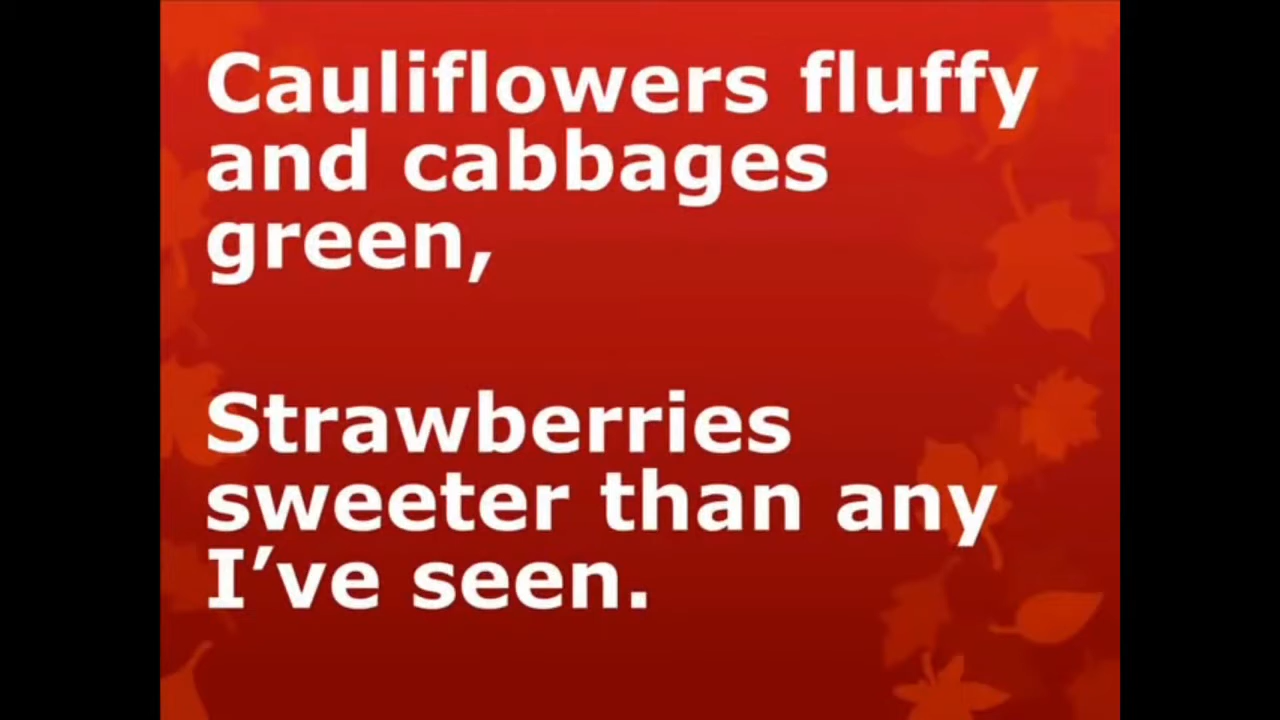 Cauliflowers fluffy
and cabbages
green,
Strawberries
sweeter than any
I’ve seen.